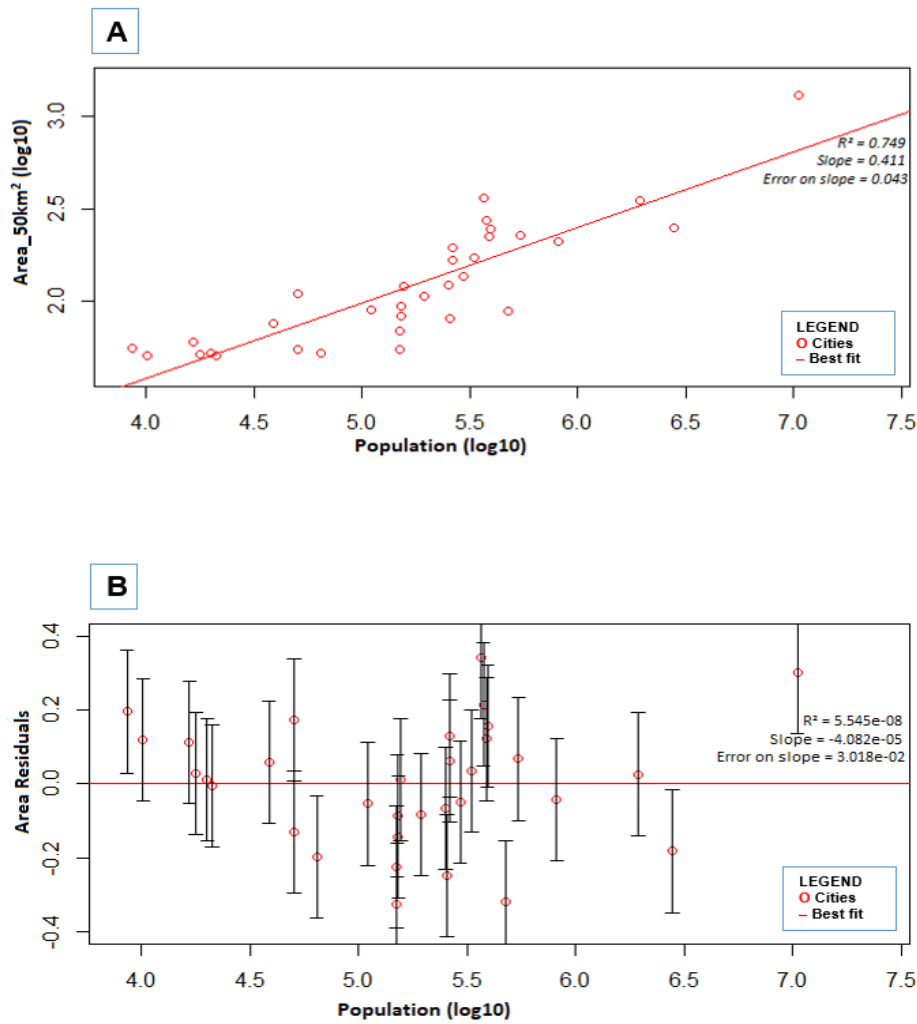 A
Area_50km² (log10)
3.0
2.5
2.0
R² = 0.749
Slope = 0.411
Error on slope = 0.043
LEGEND
O Cities
– Best fit
4.0 4.5 5.0 5.5 6.0 6.5 7.0 7.5
Population (log10)
B
Area Residuals
0.4
0.2
0.0
-0.2
-0.4
R² = 5.545e-08
Slope = -4.082e-05
Error on slope = 3.018e-02
LEGEND
O Cities
– Best fit
4.0 4.5 5.0 5.5 6.0 6.5 7.0 7.5
Population (log10)